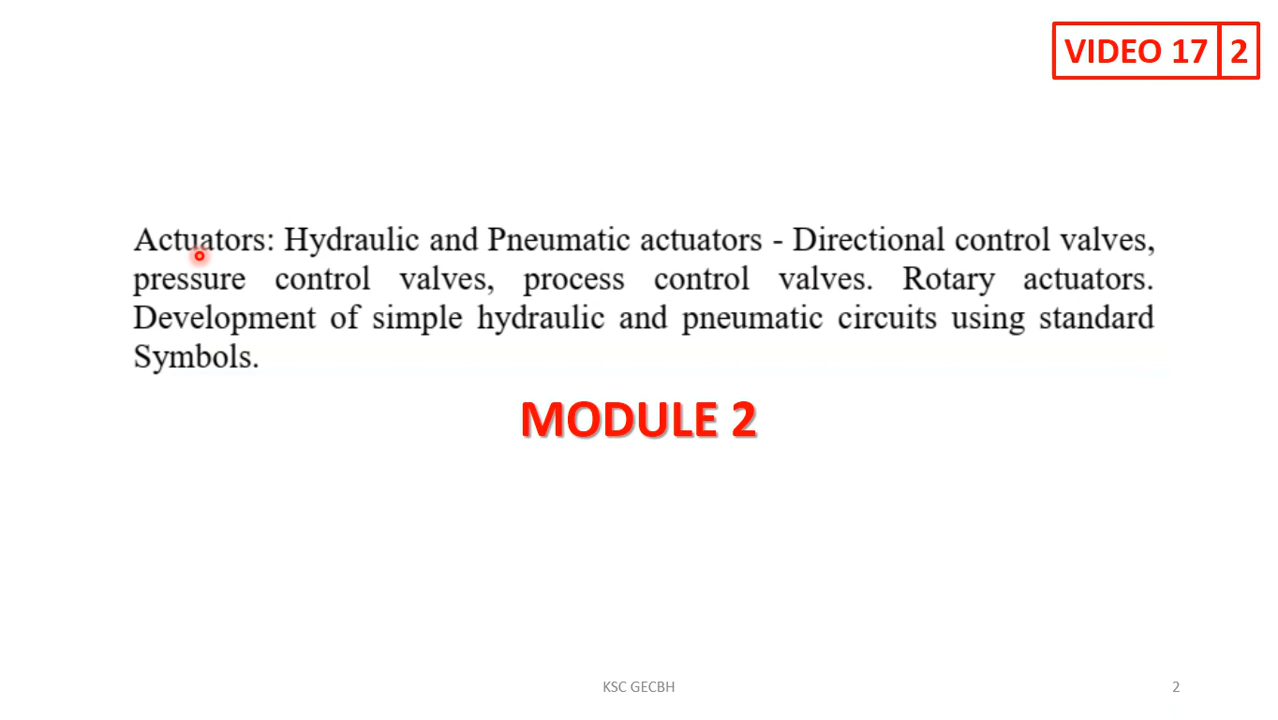 VIDEO 17 2
Actuators: Hydraulic and Pneumatic actuators - Directional control valves,
pressure control valves, process control valves. Rotary actuators.
Development of simple hydraulic and pneumatic circuits using standard
Symbols.
MODULE 2
KSC GECBH 2